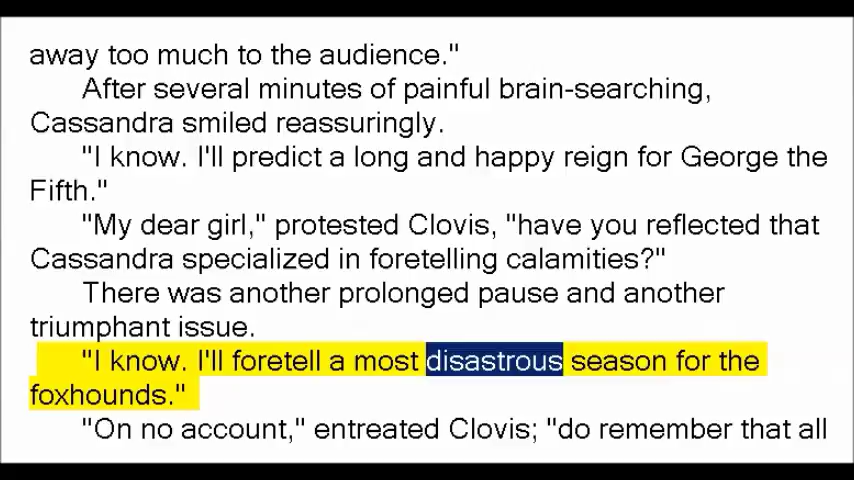 away too much to the audience."
After several minutes of painful brain-searching,
Cassandra smiled reassuringly.
"I know. I'll predict a long and happy reign for George the
Fifth."
"My dear girl," protested Clovis, "have you reflected that
Cassandra specialized in foretelling calamities?"
There was another prolonged pause and another
triumphant issue.
"I know. I'll foretell a most disastrous season for the
foxhounds."
"On no account," entreated Clovis; "do remember that all